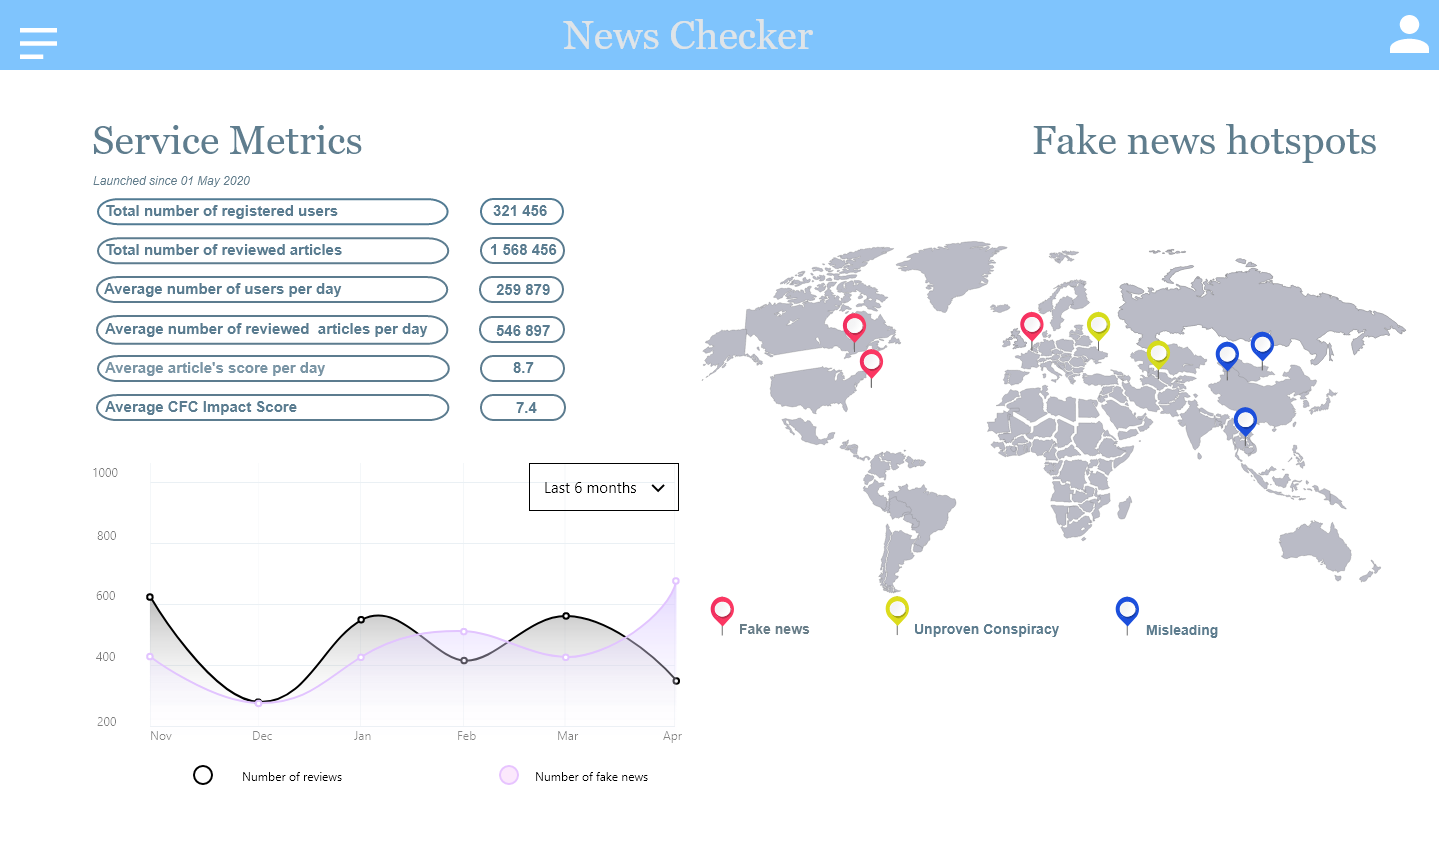 News Checker
Service Metrics
Launched since 01 May 2020
Total number of registered users 321 456
Total number of reviewed articles 1 568 456
Average number of users per day 259 879
Average number of reviewed  articles per day 546 897
Average article's score per day 8.7
Average CFC Impact Score 7.4
1000
800
600
400
200
Last 6 months
Nov Dec Jan Feb Mar Apr
Number of reviews Number of fake news
Fake news hotspots
Fake news Unproven Conspiracy Misleading